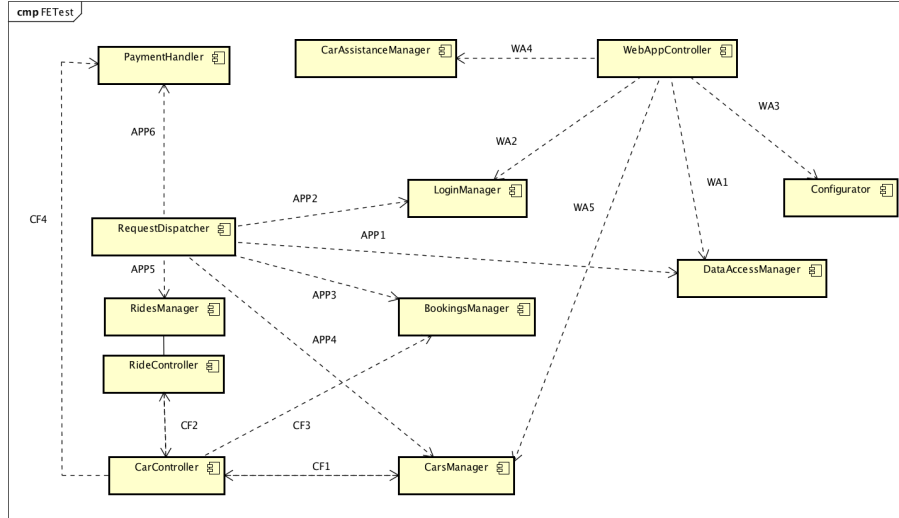 cmp FETest
PaymentHandler
CarAssistanceManager
WA4
WebAppController
APP6
WA2
WA3
LoginManager
Configurator
WA1
APP2
WA5
CF4
RequestDispatcher
APP1
APP5
DataAccessManager
APP3
RidesManager
BookingsManager
APP4
RideController
CF2
CF3
CarController
CF1
CarsManager